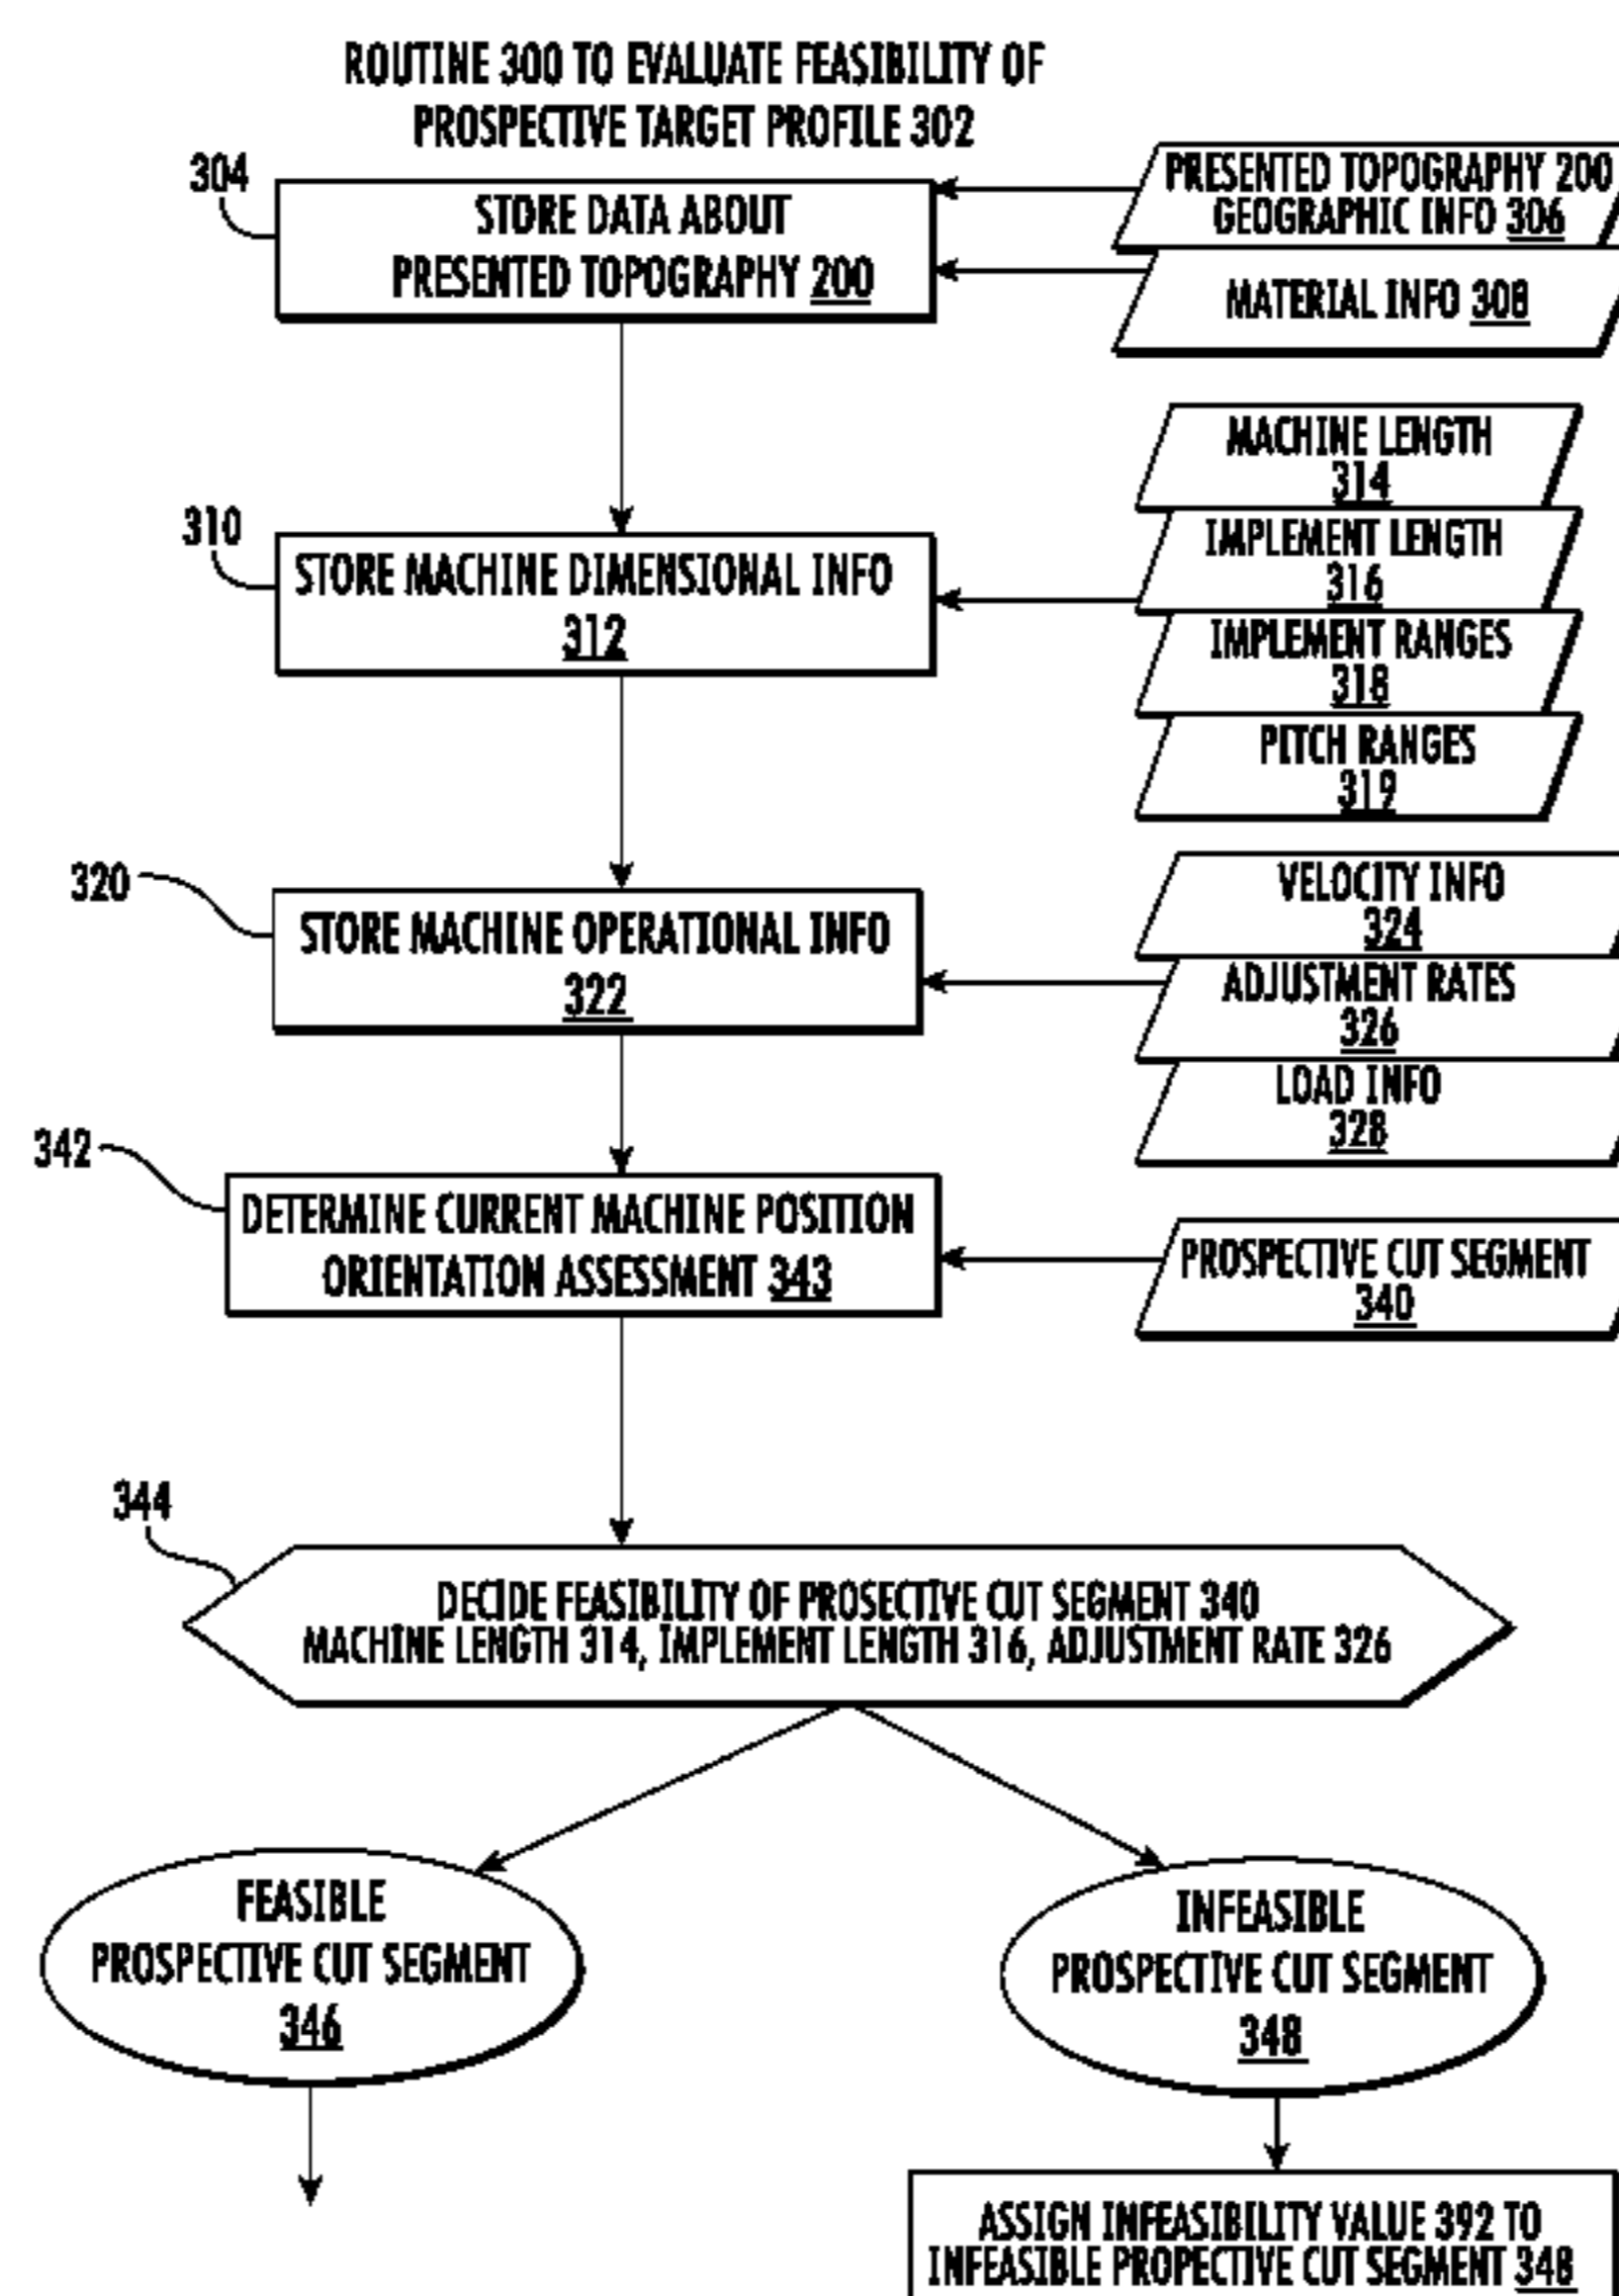 ROUTINE 300 TO EVALUATE FEASIBILITY OF
PROSPECTIVE TARGET PROFILE 302
304
STORE DATA ABOUT
PRESENTED TOPOGRAPHY 200
PRESENTED TOPOGRAPHY 200
GEOGRAPHIC INFO 306
MATERIAL INFO 308
310
STORE MACHINE DIMENSIONAL INFO
312
MACHINE LENGTH
314
IMPLEMENT LENGTH
316
IMPLEMENT RANGES
318
PITCH RANGES
319
320
STORE MACHINE OPERATIONAL INFO
322
VELOCITY INFO
324
ADJUSTMENT RATES
326
LOAD INFO
328
342
DETERMINE CURRENT MACHINE POSITION
ORIENTATION ASSESSMENT 343
PROSPECTIVE CUT SEGMENT
340
344
DECIDE FEASIBILITY OF PROSECTIVE CUT SEGMENT 340
MACHINE LENGTH 314, IMPLEMENT LENGTH 316, ADJUSTMENT RATE 326
FEASIBLE
PROSPECTIVE CUT SEGMENT
346
INFEASIBLE
PROSPECTIVE CUT SEGMENT
348
ASSIGN INFEASIBILITY VALUE 392 TO
INFEASIBLE PROPECTIVE CUT SEGMENT 348